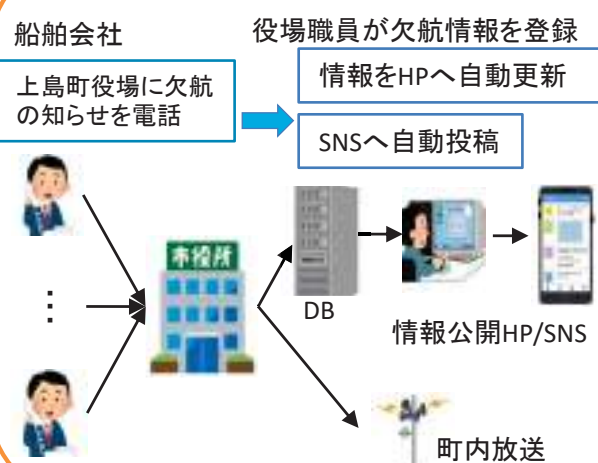 船舶会社
役場職員が欠航情報を登録
上島町役場に欠航
の知らせを電話
情報をHPへ自動更新
SNSへ自動投稿
市役所
DB
情報公開HP/SNS
町内放送